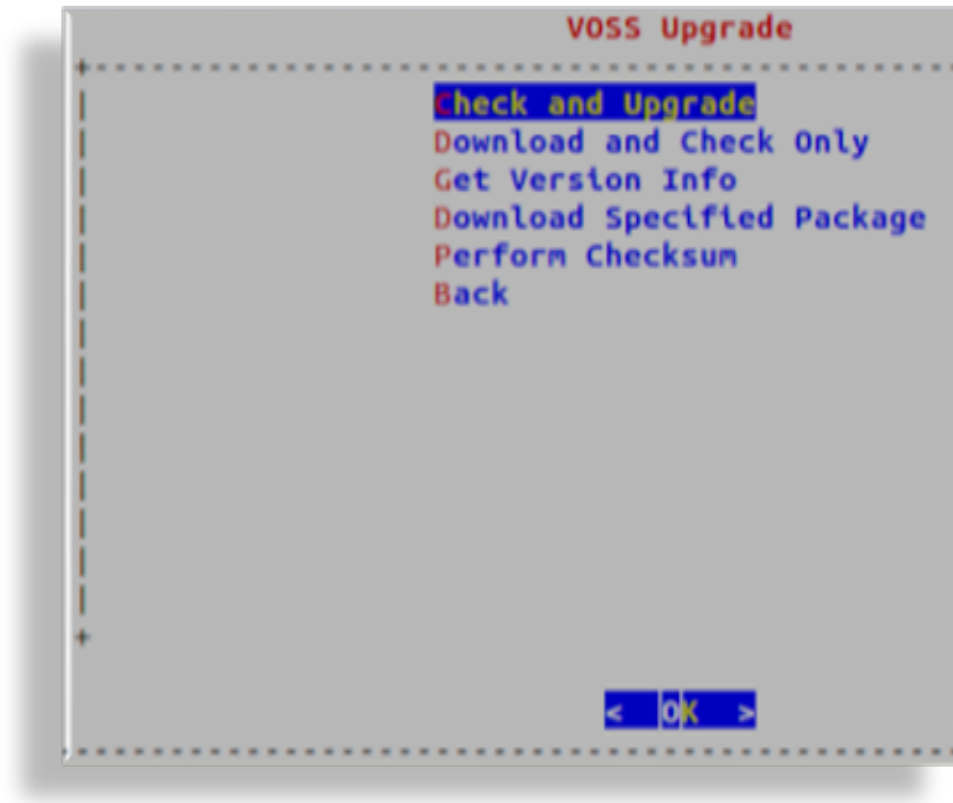 VOSS Upgrade
Check and Upgrade
Download and Check Only
Get Version Info
Download Specified Package
Perform Checksum
Back
< OK >